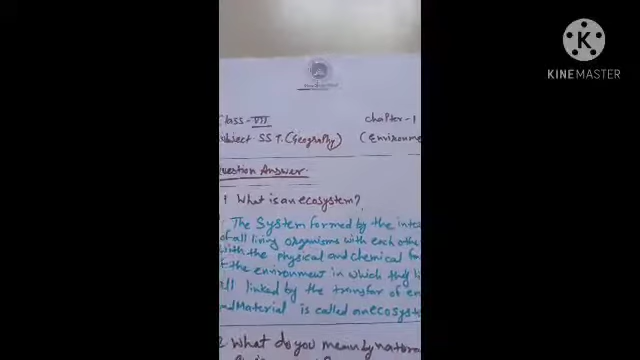 KINEMASTER
Class-VII
chapter-1
Subject SST. (Geography)
(Environme
Question Answer
1 What is an ecosystem?
The System formed by the inte
of all living organisms with each othe
with the physical and chemical fa
f the environment in which they li
all linked by the transfar of en
and Material is called an ecosyste
2 What do you mean by natura